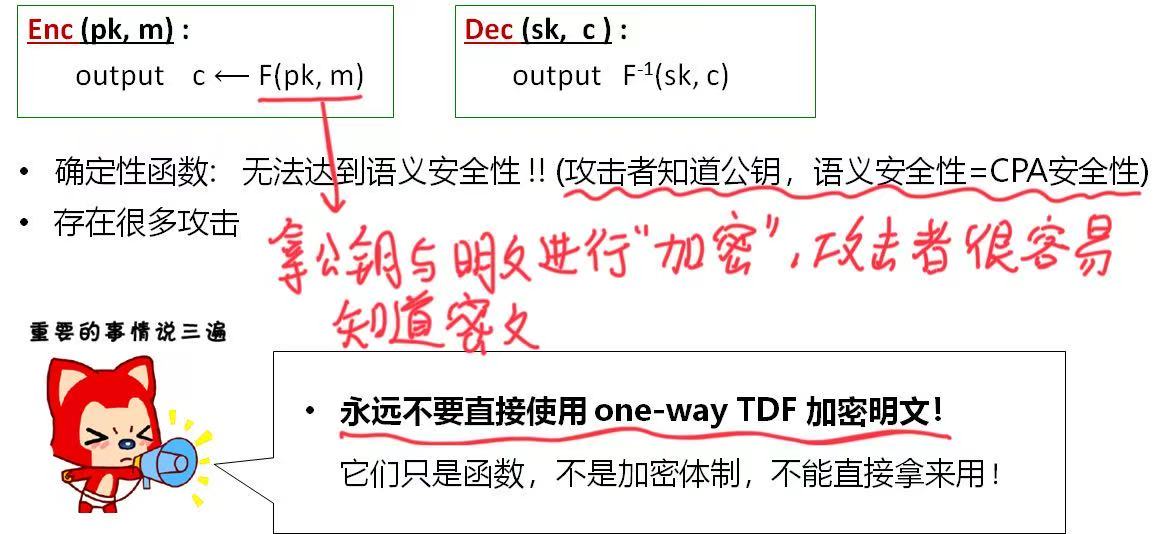 Enc (pk, m) :
output c ⟵ F(pk, m)
Dec (sk, c ) :
output F⁻¹(sk, c)
• 确定性函数: 无法达到语义安全性 !! (攻击者知道公钥，语义安全性=CPA安全性)
• 存在很多攻击
拿公钥与明文进行“加密”，攻击者很容易
知道密文
重要的事情说三遍
• 永远不要直接使用 one-way TDF 加密明文！
它们只是函数，不是加密体制，不能直接拿来用！